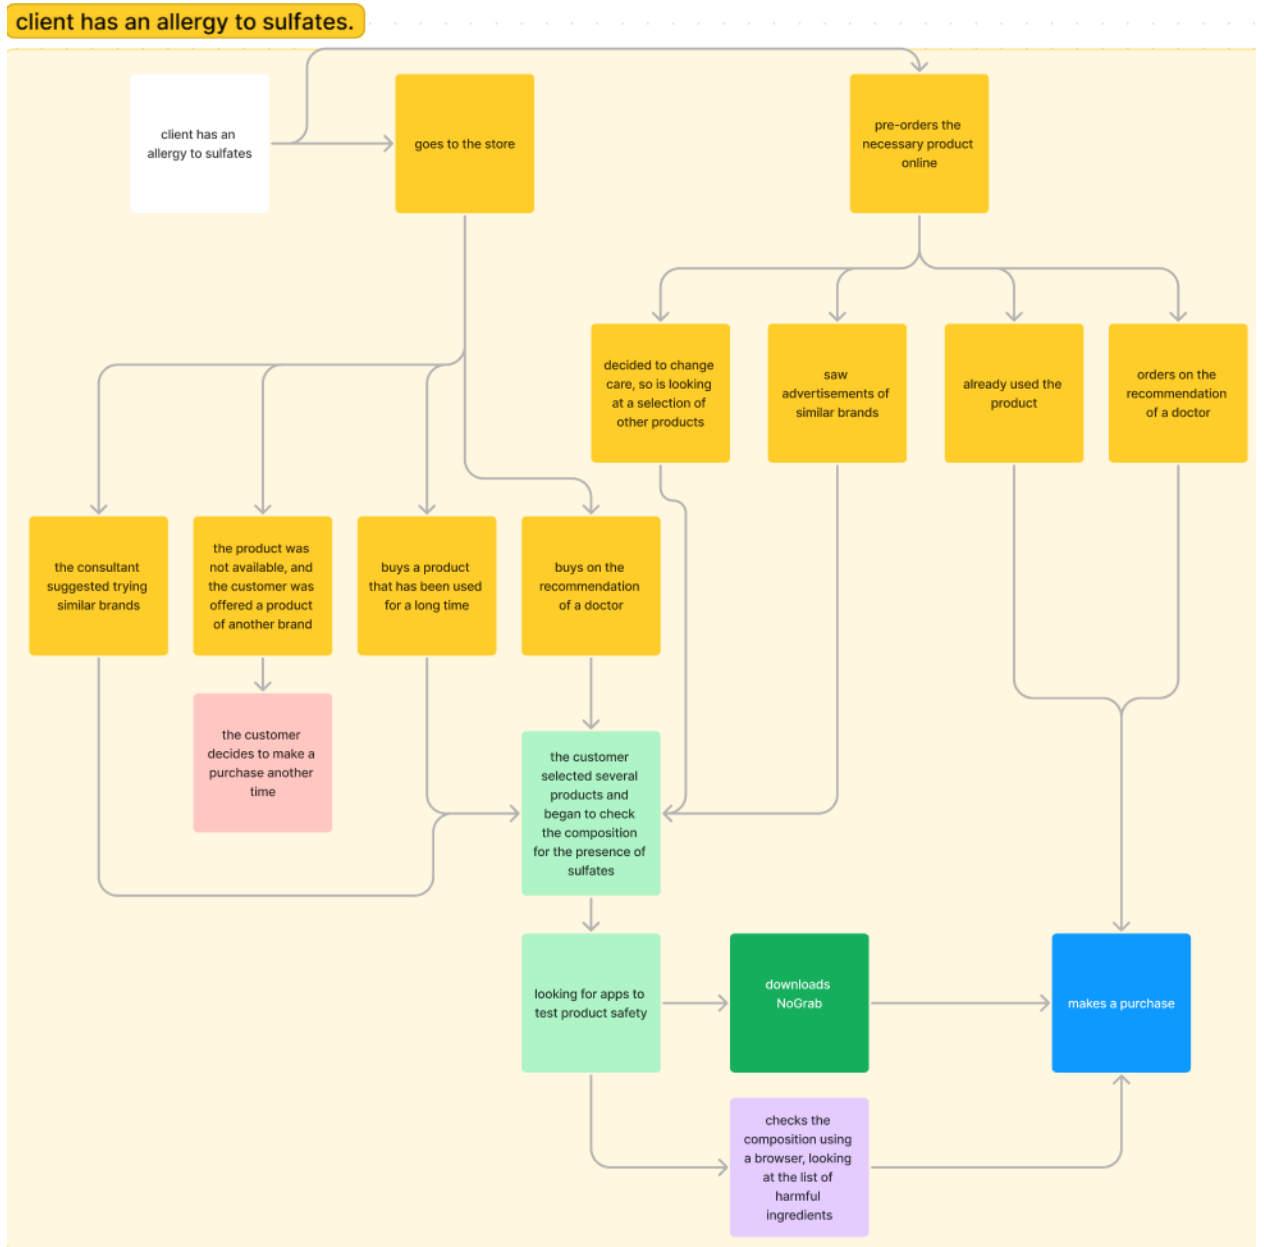 client has an allergy to sulfates.
client has an
allergy to sulfates
goes to the store
pre-orders the
necessary product
online
decided to change
care, so is looking
at a selection of
other products
saw
advertisements of
similar brands
already used the
product
orders on the
recommendation
of a doctor
the consultant
suggested trying
similar brands
the product was
not available, and
the customer was
offered a product
of another brand
buys a product
that has been used
for a long time
buys on the
recommendation
of a doctor
the customer
decides to make a
purchase another
time
the customer
selected several
products and
began to check
the composition
for the presence of
sulfates
looking for apps to
test product safety
downloads
NoGrab
makes a purchase
checks the
composition using
a browser, looking
at the list of
harmful
ingredients